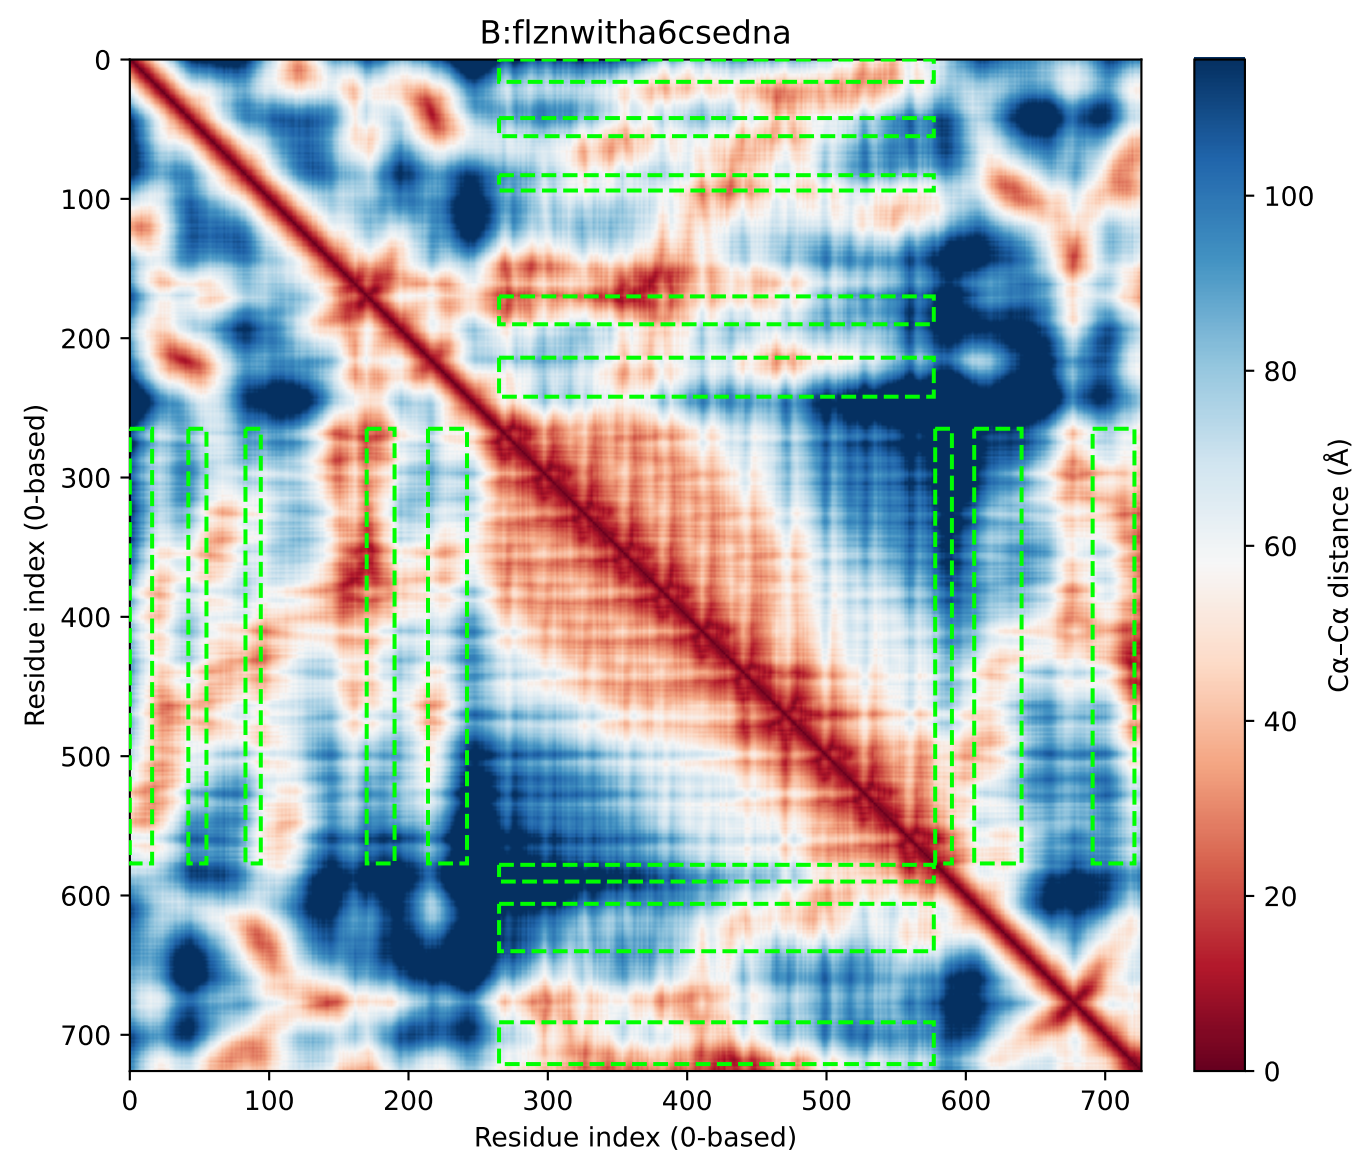 B:flznwitha6csedna
0
100
200
300
400
500
600
700
Residue index (0-based)
0 100 200 300 400 500 600 700
Residue index (0-based)
100
80
60
40
20
0
Cα–Cα distance (Å)